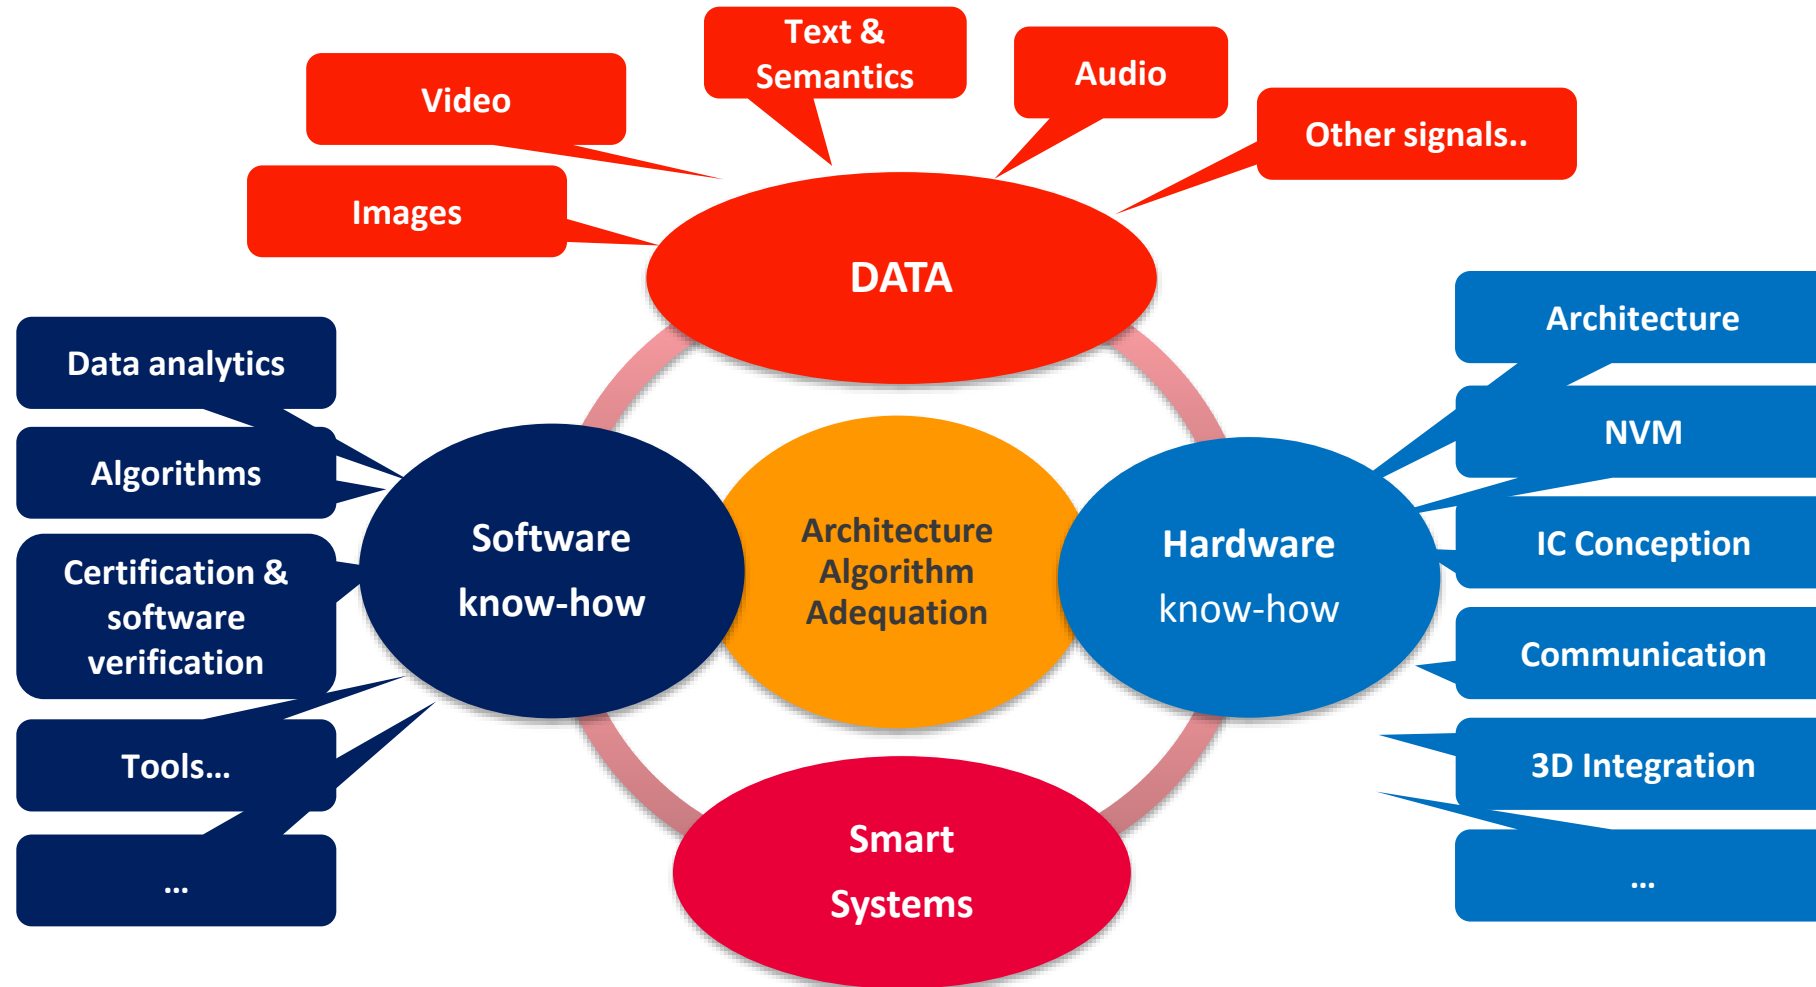 Text &
Semantics
Audio
Video
Other signals..
Images
DATA
Data analytics
Algorithms
Certification &
software
verification
Tools...
...
Software
know-how
Architecture
Algorithm
Adequation
Hardware
know-how
Architecture
NVM
IC Conception
Communication
3D Integration
...
Smart
Systems